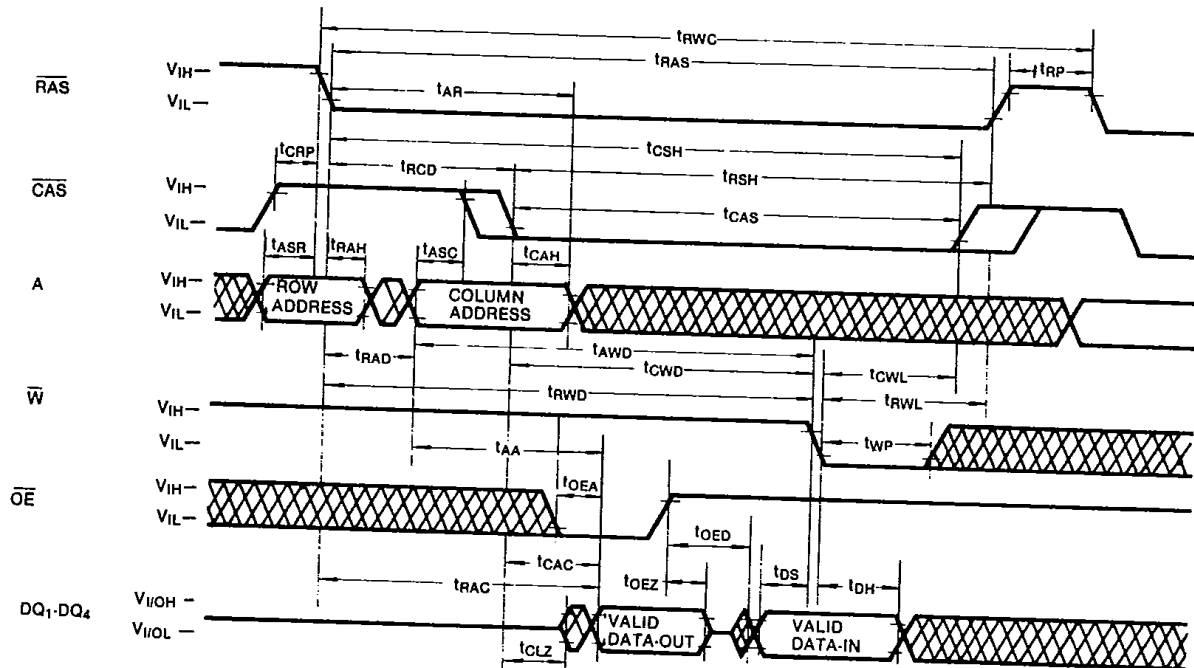 tRWC
tRAS
tRP
RAS
VIH—
VIL—
tAR
tCSH
tCRP
tRCD
tRSH
CAS
VIH—
VIL—
tCAS
tASR
tRAH
tASC
tCAH
A
VIH—
VIL—
ROW
ADDRESS
COLUMN
ADDRESS
tAWD
tRAD
tCWD
tCWL
tRWD
tRWL
W
VIH—
VIL—
tAA
tWP
tOEA
OE
VIH—
VIL—
tOED
tCAC
tRAC
tOEZ
tDS
tDH
DQ1-DQ4
VI/OH—
VI/OL—
VALID
DATA-OUT
VALID
DATA-IN
tCLZ